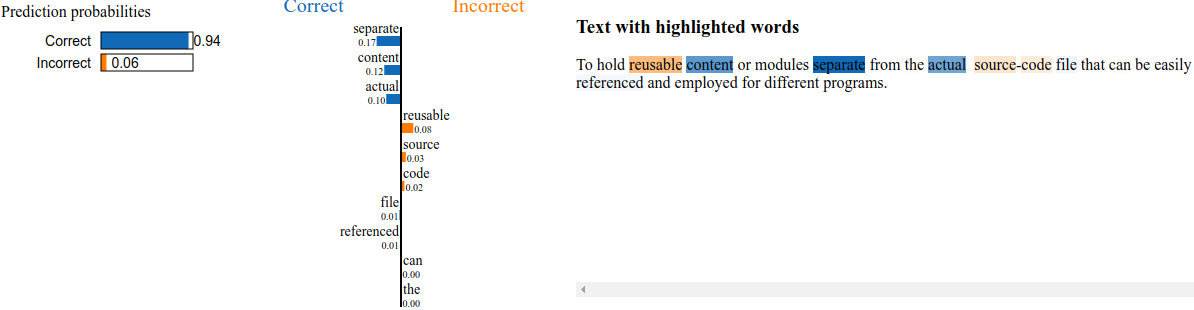 Prediction probabilities
Correct 0.94
Incorrect 0.06
Correct Incorrect
separate
0.17
content
0.12
actual
0.10
reusable
0.08
source
0.03
code
0.02
file
0.01
referenced
0.01
can
0.00
the
0.00
Text with highlighted words
To hold reusable content or modules separate from the actual source-code file that can be easily
referenced and employed for different programs.